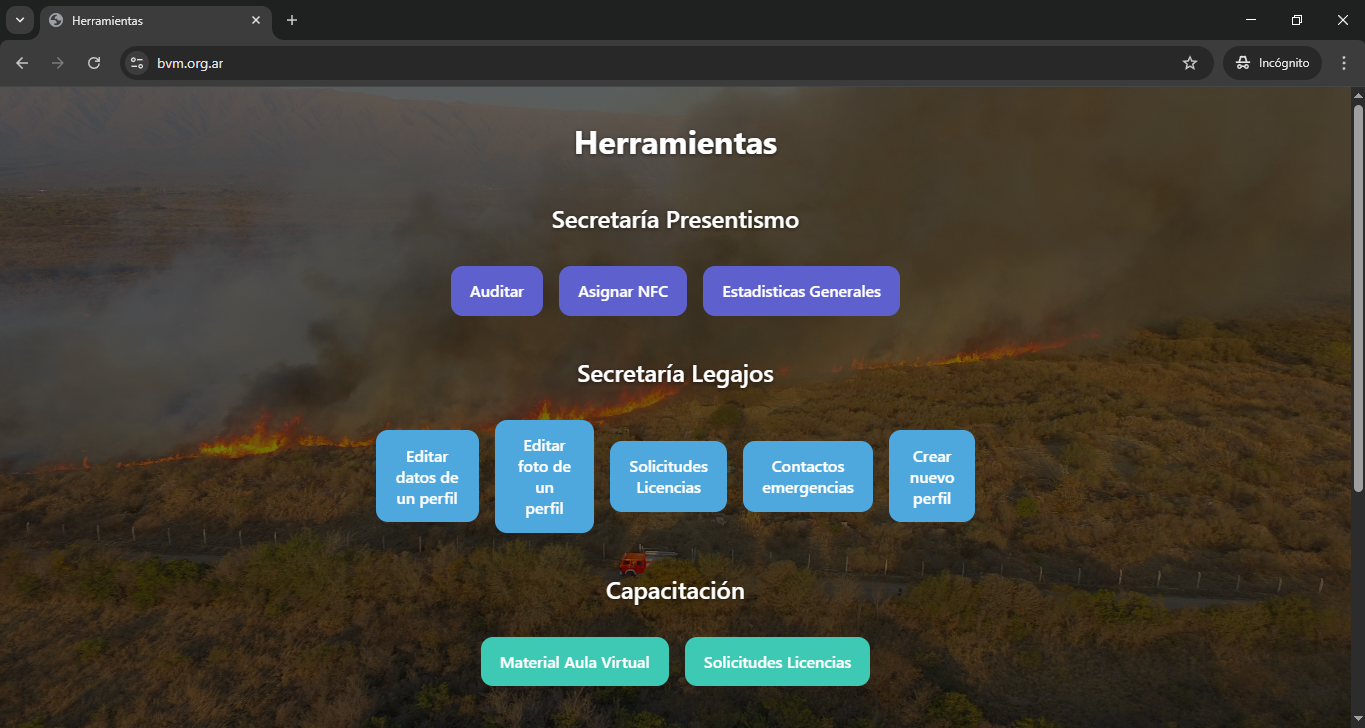 Herramientas
bvm.org.ar
Incógnito
Herramientas
Secretaría Presentismo
Auditar
Asignar NFC
Estadisticas Generales
Secretaría Legajos
Editar
datos de
un perfil
Editar
foto de
un
perfil
Solicitudes
Licencias
Contactos
emergencias
Crear
nuevo
perfil
Capacitación
Material Aula Virtual
Solicitudes Licencias